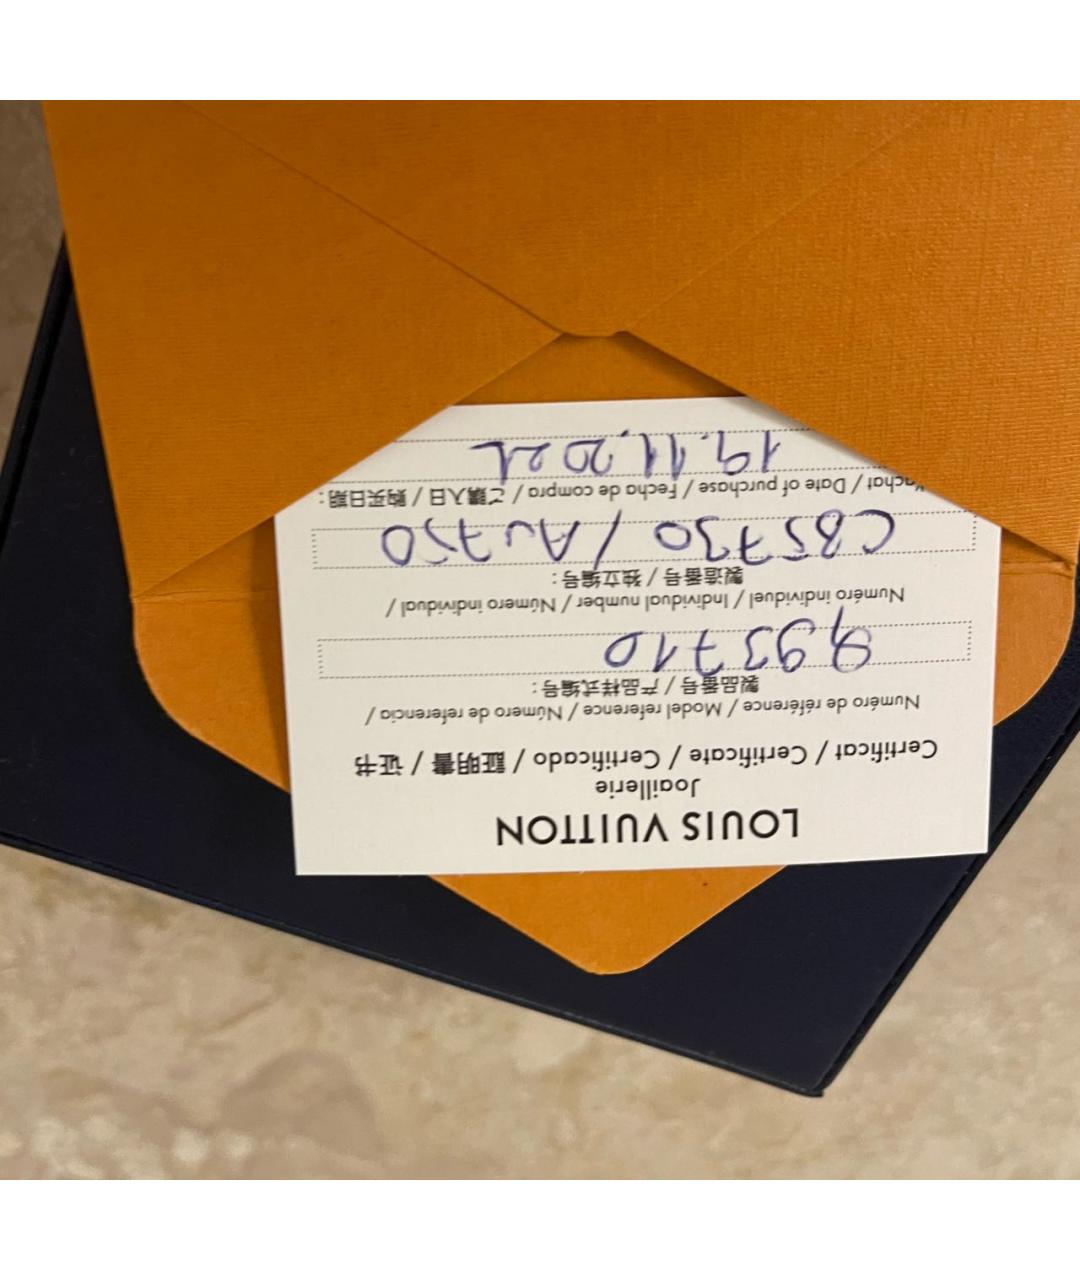 LOUIS VUITTON
Joaillerie
Certificat / Certificate / Certificado / 証明書 / 证书
Numéro de référence / Model reference / Número de referencia /
製品番号 / 产品样式编号 :
Q93710
Numéro individuel / Individual number / Número individual /
製造番号 / 独立编号 :
CB5730 / Au750
d'achat / Date of purchase / Fecha de compra / ご購入日 / 购买日期 :
19.11.2021